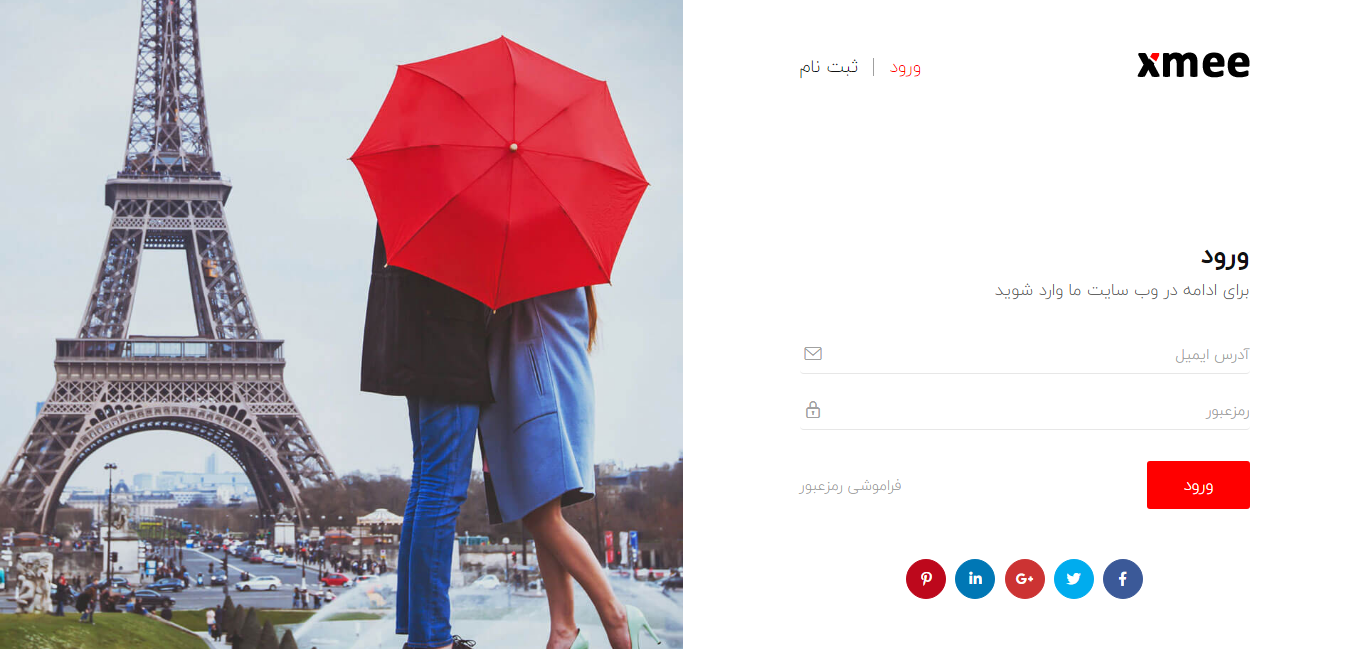 xmee
ورود | ثبت نام
ورود
برای ادامه در وب سایت ما وارد شوید
آدرس ایمیل
رمزعبور
ورود
فراموشی رمزعبور